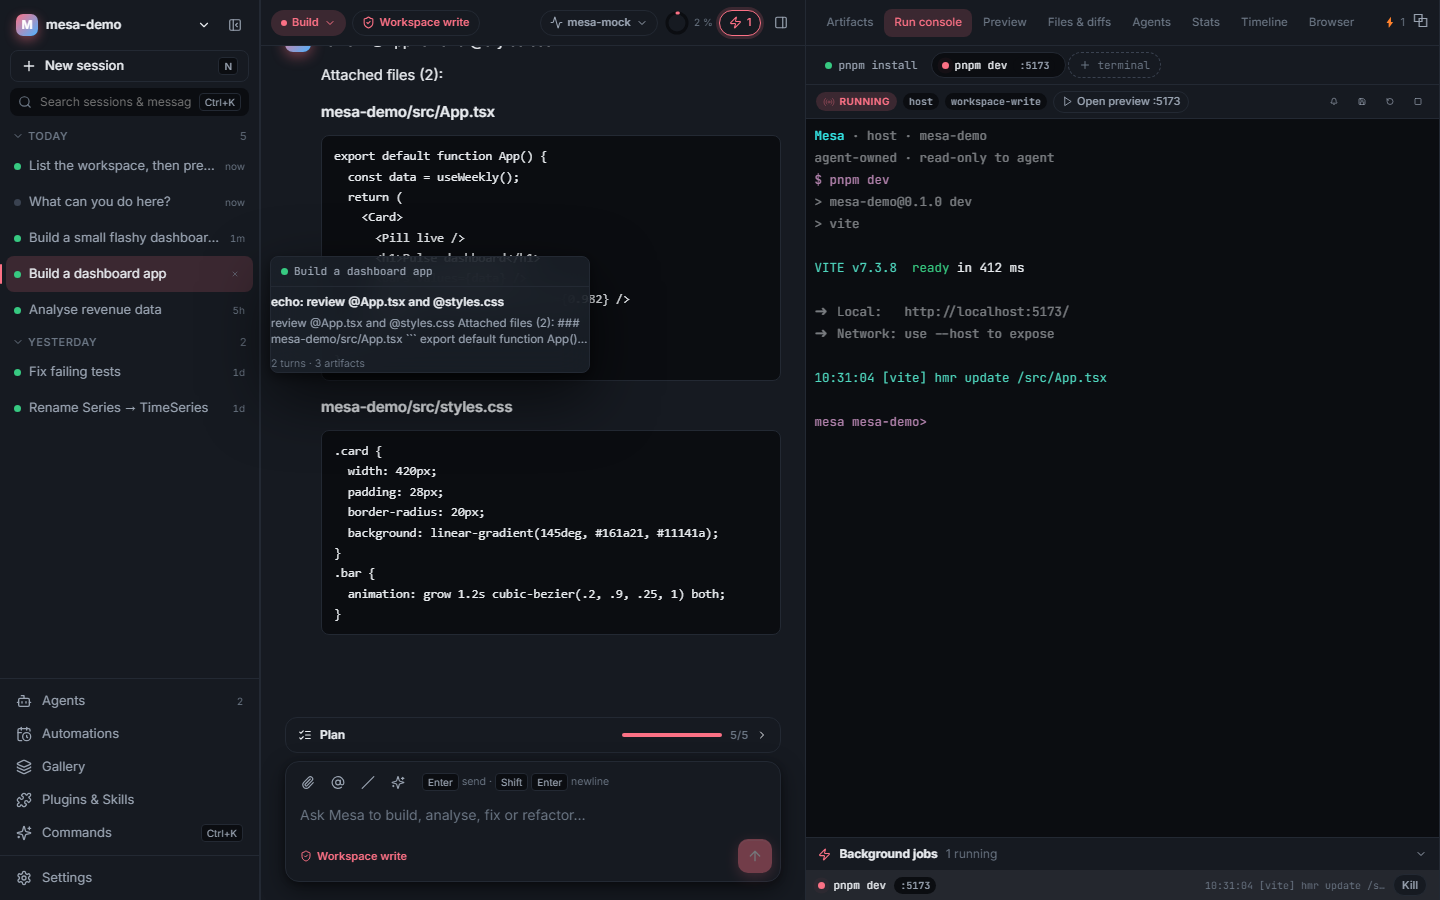 M mesa-demo
New session N
Search sessions & messag Ctrl+K
TODAY 5
List the workspace, then pre... now
What can you do here? now
Build a small flashy dashboar... 1m
Build a dashboard app ×
Analyse revenue data 5h
YESTERDAY 2
Fix failing tests 1d
Rename Series → TimeSeries 1d
Agents 2
Automations
Gallery
Plugins & Skills
Commands Ctrl+K
Settings
Build Workspace write mesa-mock 2 % 1
Attached files (2):
mesa-demo/src/App.tsx
export default function App() {
const data = useWeekly();
return (
<Card>
<Pill live />
<h1>Pulse dashboard</h1>
982} />
Build a dashboard app
echo: review @App.tsx and @styles.css
review @App.tsx and @styles.css Attached files (2): ###
mesa-demo/src/App.tsx ``` export default function App()...
2 turns · 3 artifacts
mesa-demo/src/styles.css
.card {
width: 420px;
padding: 28px;
border-radius: 20px;
background: linear-gradient(145deg, #161a21, #11141a);
}
.bar {
animation: grow 1.2s cubic-bezier(.2, .9, .25, 1) both;
}
Plan 5/5
Enter send · Shift Enter newline
Ask Mesa to build, analyse, fix or refactor...
Workspace write
Artifacts Run console Preview Files & diffs Agents Stats Timeline Browser 1
pnpm install pnpm dev :5173 + terminal
RUNNING host workspace-write Open preview :5173
Mesa · host · mesa-demo
agent-owned · read-only to agent
$ pnpm dev
> mesa-demo@0.1.0 dev
> vite
VITE v7.3.8 ready in 412 ms
➜ Local: http://localhost:5173/
➜ Network: use --host to expose
10:31:04 [vite] hmr update /src/App.tsx
mesa mesa-demo>
Background jobs 1 running
pnpm dev :5173 10:31:04 [vite] hmr update /s... Kill